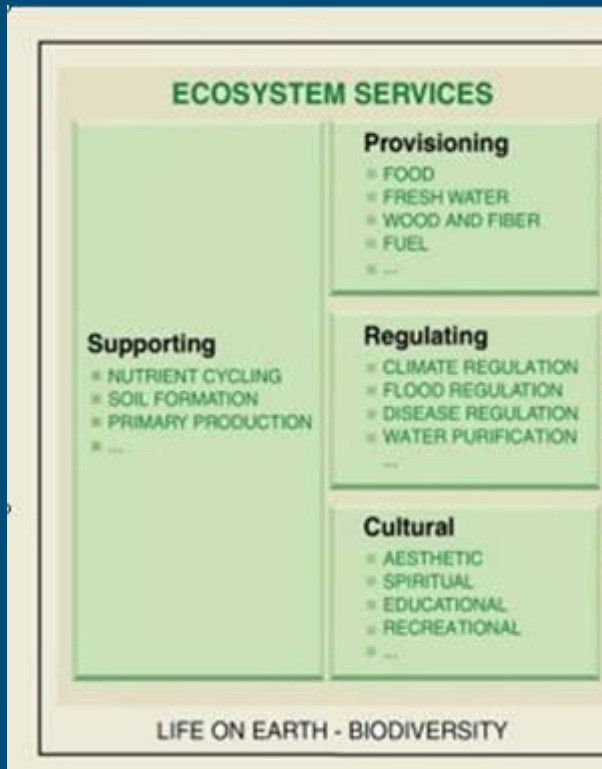 ECOSYSTEM SERVICES
Supporting
NUTRIENT CYCLING
SOIL FORMATION
PRIMARY PRODUCTION
...
Provisioning
FOOD
FRESH WATER
WOOD AND FIBER
FUEL
...
Regulating
CLIMATE REGULATION
FLOOD REGULATION
DISEASE REGULATION
WATER PURIFICATION
...
Cultural
AESTHETIC
SPIRITUAL
EDUCATIONAL
RECREATIONAL
...
LIFE ON EARTH - BIODIVERSITY